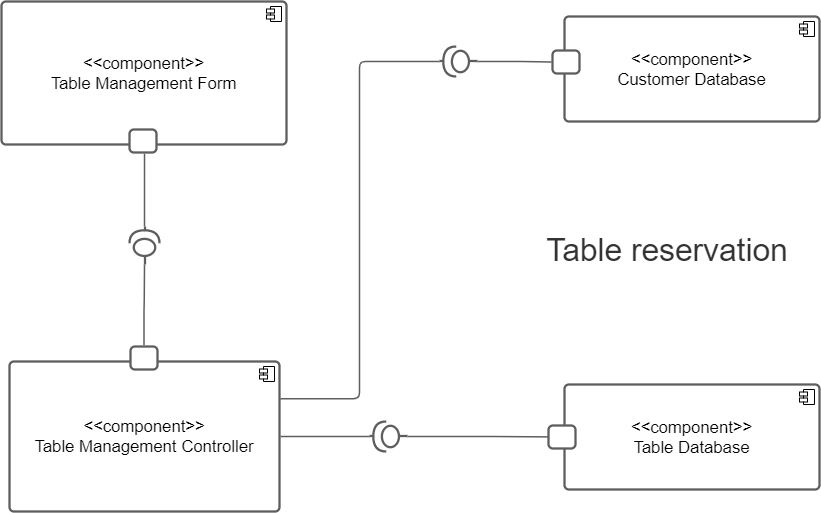 <<component>>
Table Management Form
<<component>>
Customer Database
Table reservation
<<component>>
Table Management Controller
<<component>>
Table Database